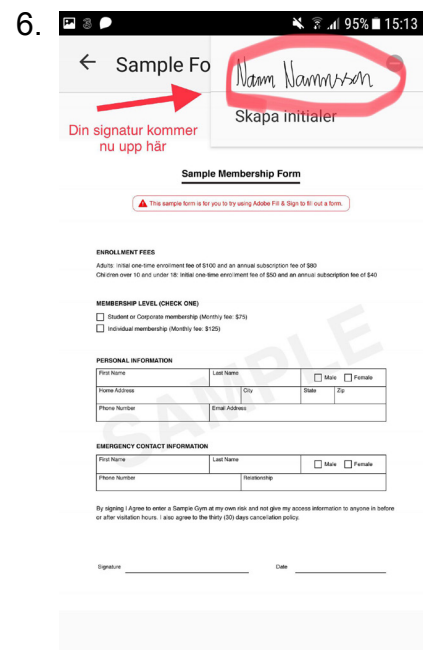 6.
3 95% 15:13
Sample Fo
Namn Namnsson
Skapa initialer
Din signatur kommer
nu upp här
Sample Membership Form
This sample form is for you to try using Adobe Fill & Sign to fill out a form.
ENROLLMENT FEES
Adults: Initial one-time enrollment fee of $100 and an annual subscription fee of $80
Children over 10 and under 18: Initial one-time enrollment fee of $50 and an annual subscription fee of $40
MEMBERSHIP LEVEL (CHECK ONE)
Student or Corporate membership (Monthly fee: $75)
Individual membership (Monthly fee: $125)
PERSONAL INFORMATION
First Name Last Name Male Female
Home Address City State Zip
Phone Number Email Address
SAMPLE
EMERGENCY CONTACT INFORMATION
First Name Last Name Male Female
Phone Number Relationship
By signing I Agree to enter a Sample Gym at my own risk and not give my access information to anyone in before
or after visitation hours. I also agree to the thirty (30) days cancellation policy.
Signature Date